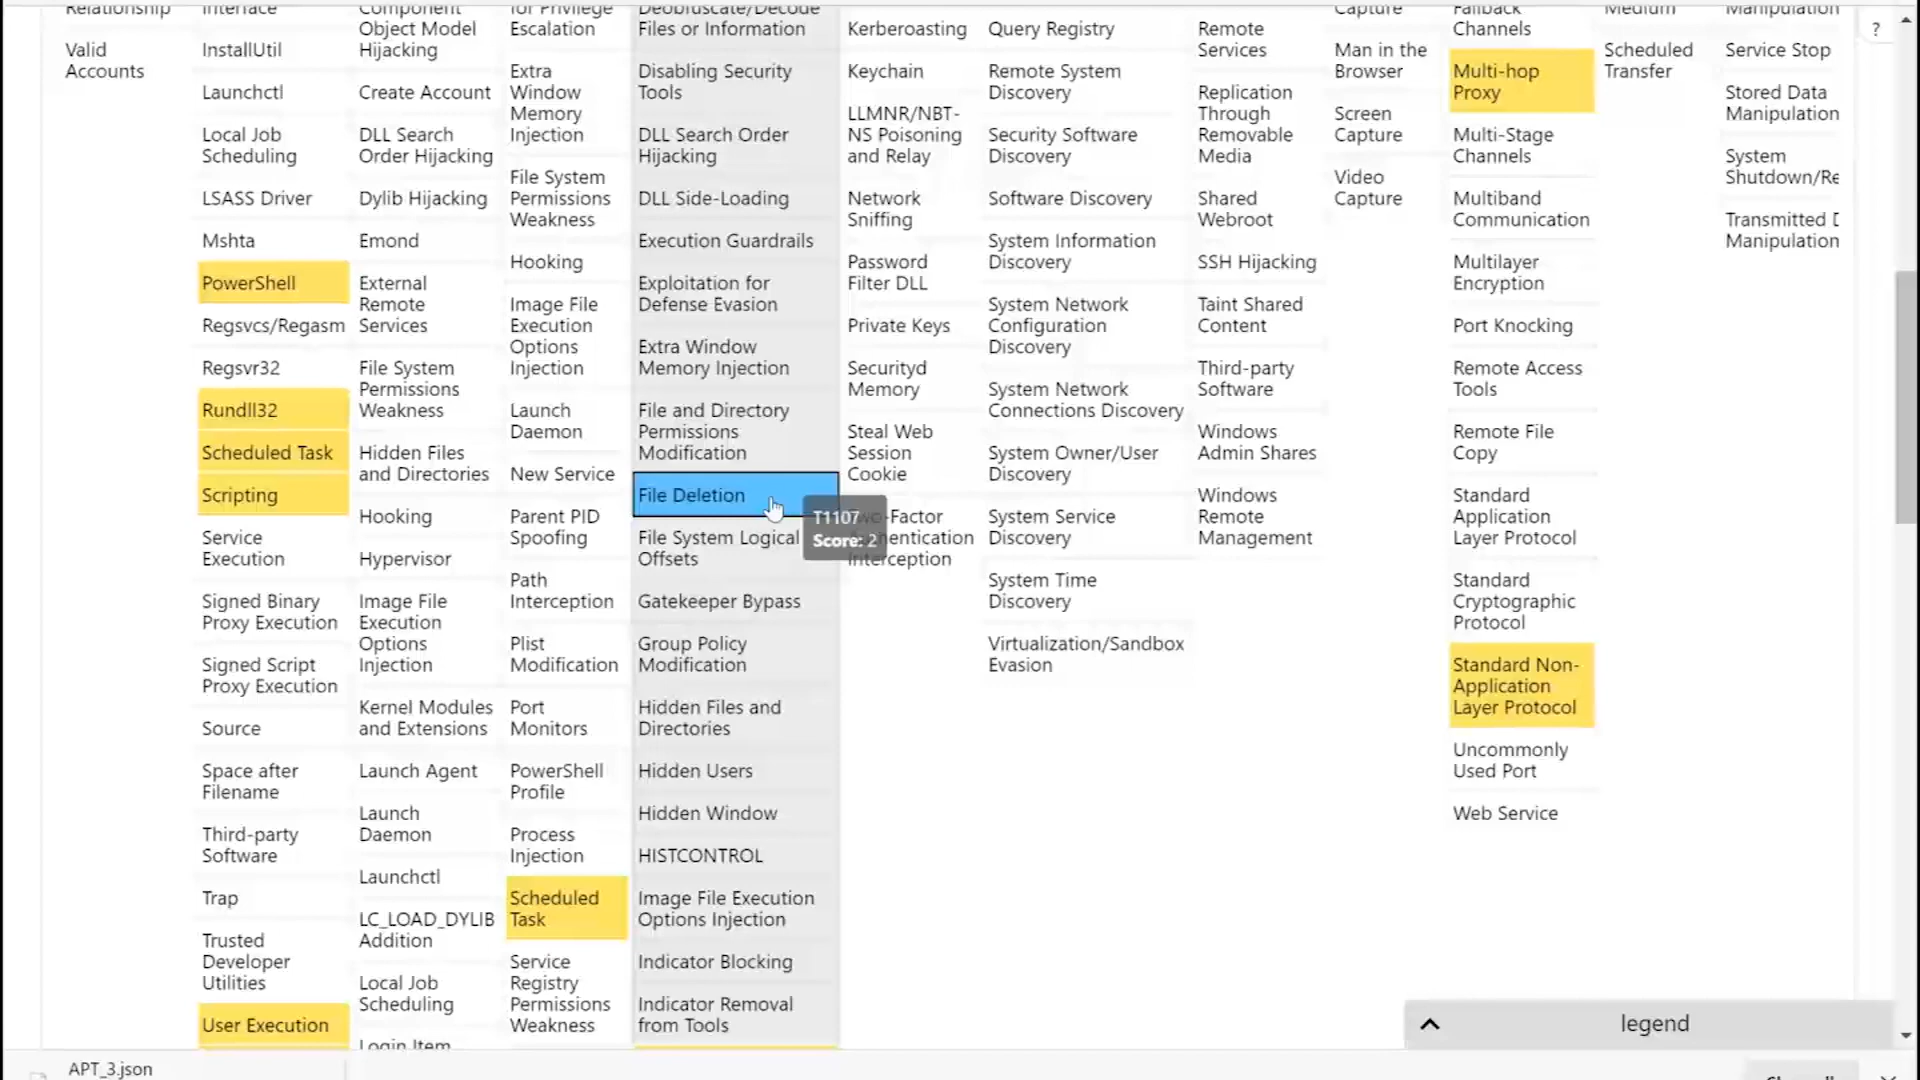 Relationship
Valid
Accounts
Interface
InstallUtil
Launchctl
Local Job
Scheduling
LSASS Driver
Mshta
PowerShell
Regsvcs/Regasm
Regsvr32
Rundll32
Scheduled Task
Scripting
Service
Execution
Signed Binary
Proxy Execution
Signed Script
Proxy Execution
Source
Space after
Filename
Third-party
Software
Trap
Trusted
Developer
Utilities
User Execution
Component
Object Model
Hijacking
Create Account
DLL Search
Order Hijacking
Dylib Hijacking
Emond
External
Remote
Services
File System
Permissions
Weakness
Hidden Files
and Directories
Hooking
Hypervisor
Image File
Execution
Options
Injection
Kernel Modules
and Extensions
Launch Agent
Launch
Daemon
Launchctl
LC_LOAD_DYLIB
Addition
Local Job
Scheduling
Login Item
for Privilege
Escalation
Extra
Window
Memory
Injection
File System
Permissions
Weakness
Hooking
Image File
Execution
Options
Injection
Launch
Daemon
New Service
Parent PID
Spoofing
Path
Interception
Plist
Modification
Port
Monitors
PowerShell
Profile
Process
Injection
Scheduled
Task
Service
Registry
Permissions
Weakness
Deobfuscate/Decode
Files or Information
Disabling Security
Tools
DLL Search Order
Hijacking
DLL Side-Loading
Execution Guardrails
Exploitation for
Defense Evasion
Extra Window
Memory Injection
File and Directory
Permissions
Modification
File Deletion
File System Logical
Offsets
Gatekeeper Bypass
Group Policy
Modification
Hidden Files and
Directories
Hidden Users
Hidden Window
HISTCONTROL
Image File Execution
Options Injection
Indicator Blocking
Indicator Removal
from Tools
T1107
Score: 2
Kerberoasting
Keychain
LLMNR/NBT-
NS Poisoning
and Relay
Network
Sniffing
Password
Filter DLL
Private Keys
Securityd
Memory
Steal Web
Session
Cookie
-Factor
Interception
Query Registry
Remote System
Discovery
Security Software
Discovery
Software Discovery
System Information
Discovery
System Network
Configuration
Discovery
System Network
Connections Discovery
System Owner/User
Discovery
System Service
Discovery
System Time
Discovery
Virtualization/Sandbox
Evasion
Remote
Services
Replication
Through
Removable
Media
Shared
Webroot
SSH Hijacking
Taint Shared
Content
Third-party
Software
Windows
Admin Shares
Windows
Remote
Management
Capture
Man in the
Browser
Screen
Capture
Video
Capture
Fallback
Channels
Multi-hop
Proxy
Multi-Stage
Channels
Multiband
Communication
Multilayer
Encryption
Port Knocking
Remote Access
Tools
Remote File
Copy
Standard
Application
Layer Protocol
Standard
Cryptographic
Protocol
Standard Non-
Application
Layer Protocol
Uncommonly
Used Port
Web Service
Medium
Scheduled
Transfer
Manipulation
Service Stop
Stored Data
Manipulation
System
Shutdown/Re
Transmitted D
Manipulation
?
legend
APT_3.json